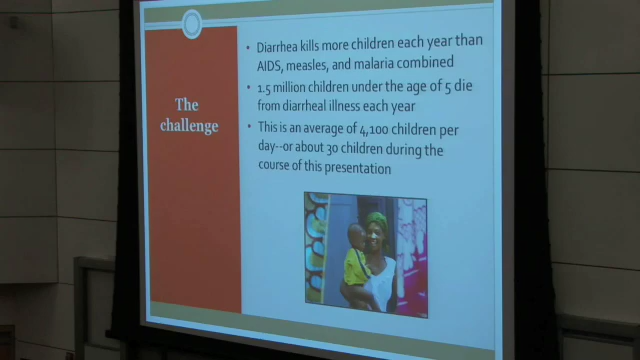 The
challenge
• Diarrhea kills more children each year than
AIDS, measles, and malaria combined
• 1.5 million children under the age of 5 die
from diarrheal illness each year
• This is an average of 4,100 children per
day--or about 30 children during the
course of this presentation